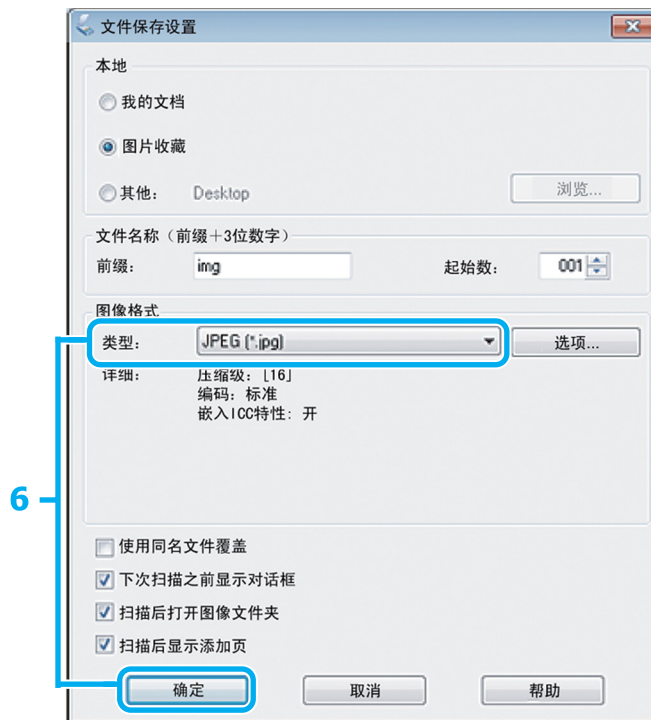 文件保存设置
本地
我的文档
图片收藏
其他： Desktop 浏览...
文件名称（前缀＋3位数字）
前缀： img 起始数： 001
图像格式
类型： JPEG (*.jpg) 选项...
详细： 压缩级：[16]
编码：标准
嵌入ICC特性：开
6
使用同名文件覆盖
下次扫描之前显示对话框
扫描后打开图像文件夹
扫描后显示添加页
确定 取消 帮助